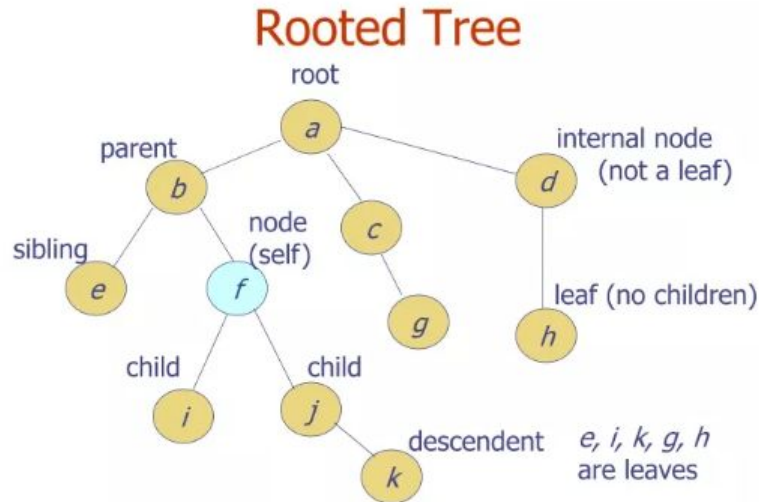 Rooted Tree
root
a
parent
b
internal node
(not a leaf)
d
c
node
(self)
sibling
e
f
leaf (no children)
g
h
child
child
i
j
descendent
k
e, i, k, g, h
are leaves